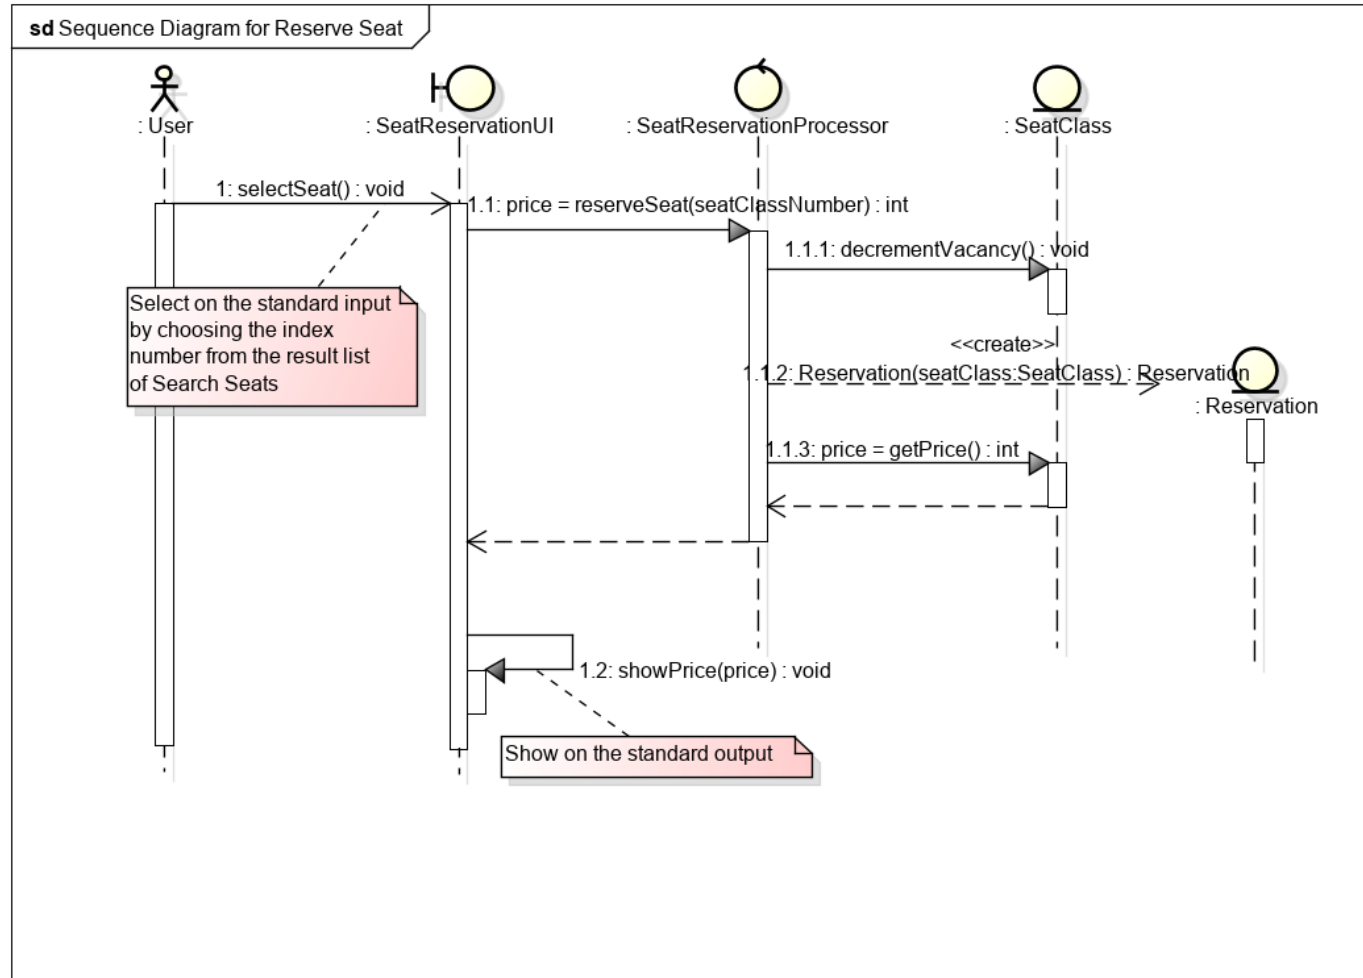 sd Sequence Diagram for Reserve Seat
: User
: SeatReservationUI
: SeatReservationProcessor
: SeatClass
1: selectSeat() : void
1.1: price = reserveSeat(seatClassNumber) : int
1.1.1: decrementVacancy() : void
Select on the standard input
by choosing the index
number from the result list
of Search Seats
<<create>>
1.1.2: Reservation(seatClass:SeatClass) : Reservation
: Reservation
1.1.3: price = getPrice() : int
1.2: showPrice(price) : void
Show on the standard output